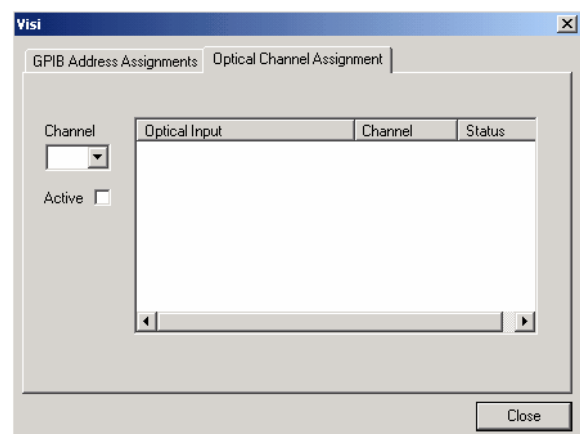 Visi
GPIB Address Assignments
Optical Channel Assignment
Channel
Optical Input
Channel
Status
Active
Close